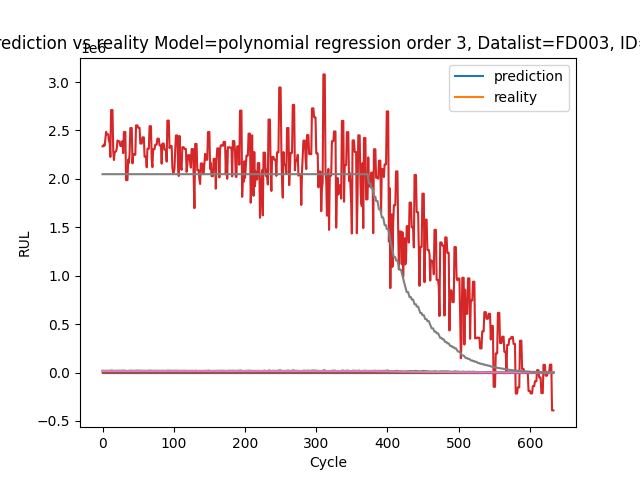 rediction vs reality Model=polynomial regression order 3, Datalist=FD003, ID=
1e6
prediction
reality
3.0
2.5
2.0
1.5
1.0
0.5
0.0
−0.5
RUL
0 100 200 300 400 500 600
Cycle